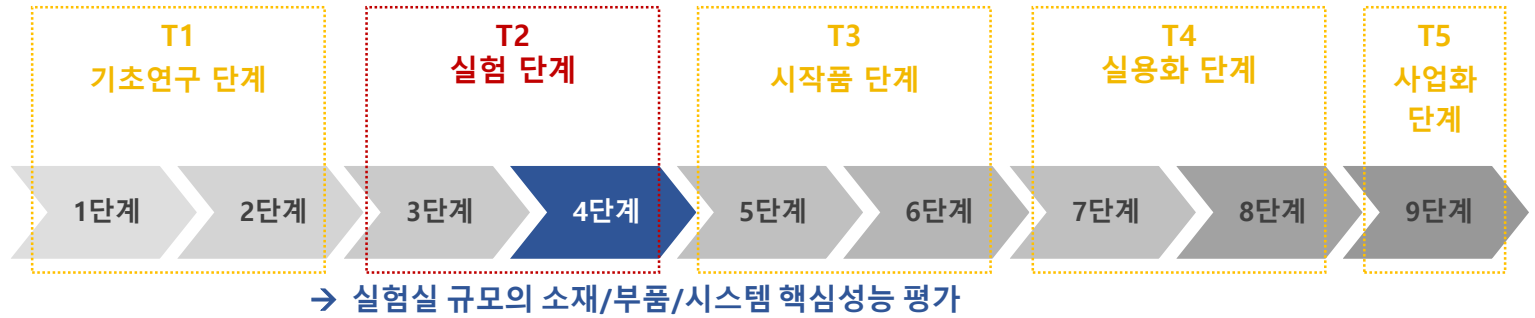 T1
기초연구 단계
T2
실험 단계
T3
시작품 단계
T4
실용화 단계
T5
사업화
단계
1단계
2단계
3단계
4단계
5단계
6단계
7단계
8단계
9단계
→ 실험실 규모의 소재/부품/시스템 핵심성능 평가